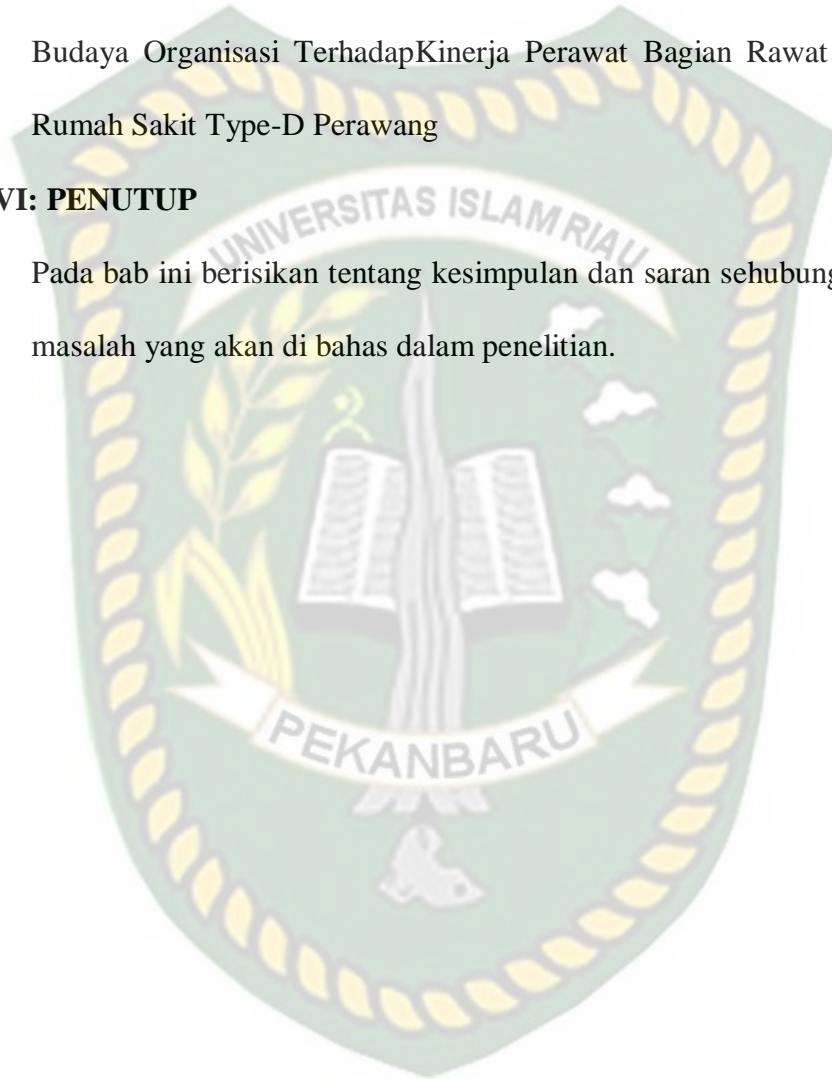 Budaya Organisasi TerhadapKinerja Perawat Bagian Rawat
Rumah Sakit Type-D Perawang
VI: PENUTUP
UNIVERSITAS ISLAM RIAU
Pada bab ini berisikan tentang kesimpulan dan saran sehubung
masalah yang akan di bahas dalam penelitian.
PEKANBARU